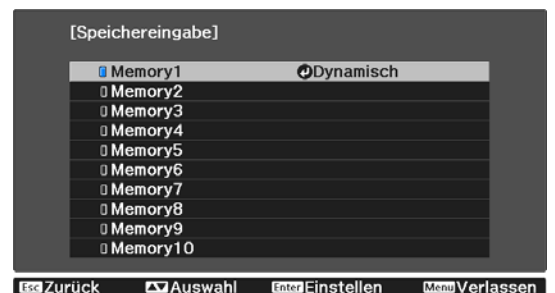 [Speichereingabe]
Memory1 Dynamisch
Memory2
Memory3
Memory4
Memory5
Memory6
Memory7
Memory8
Memory9
Memory10
Esc Zurück Auswahl Enter Einstellen Menu Verlassen